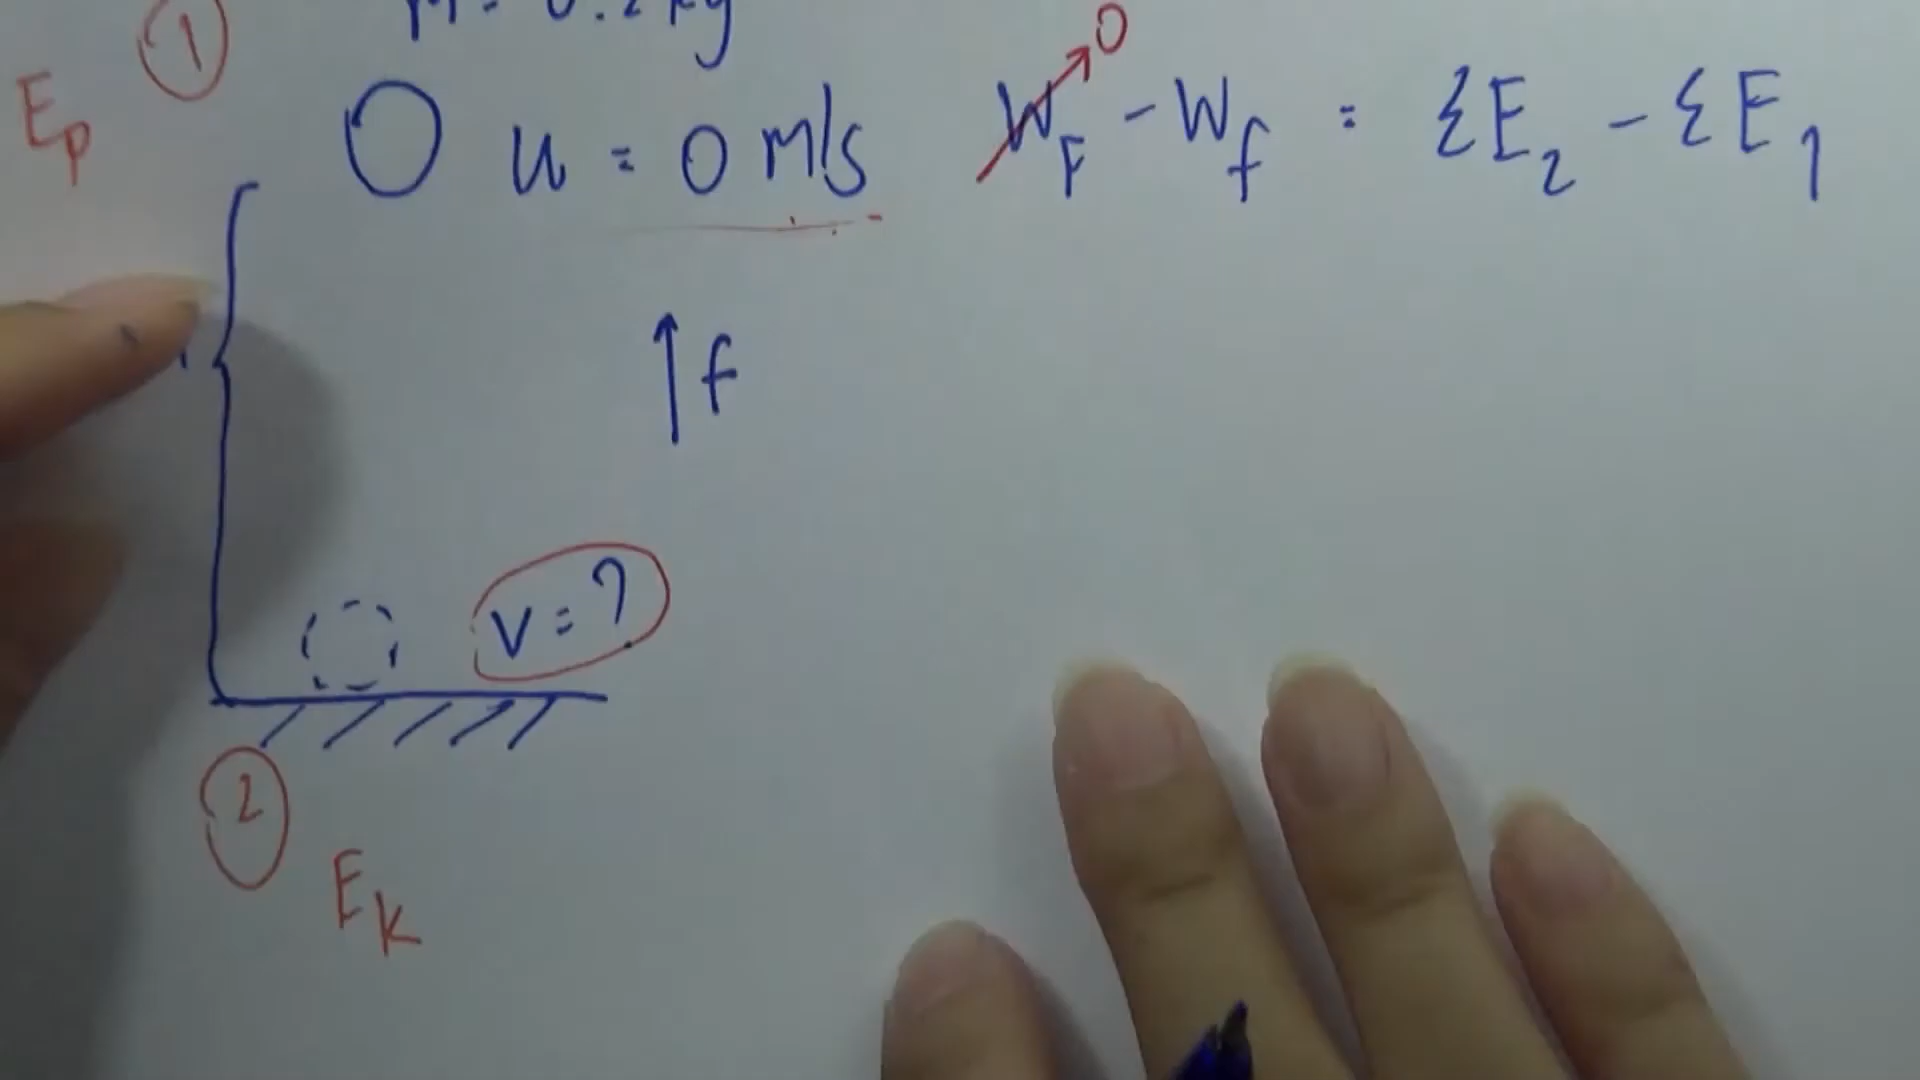 1
Ep
u = 0 m/s
WF - Wf = ΣE2 - ΣE1
0
↑ f
v = ?
2
EK